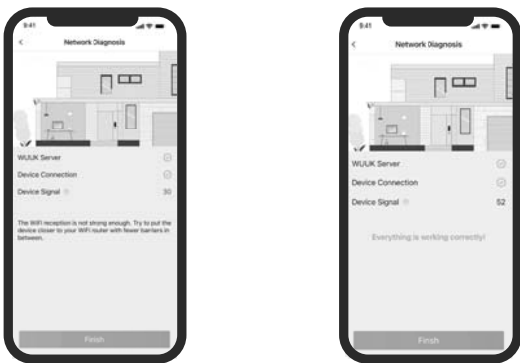 9:41
Network Diagnosis
WUUK Server
Device Connection
Device Signal
30
The WiFi reception is not strong enough. Try to put the
device closer to your WiFi router with fewer barriers in
between.
Finish
9:41
Network Diagnosis
WUUK Server
Device Connection
Device Signal
52
Everything is working correctly!
Finish